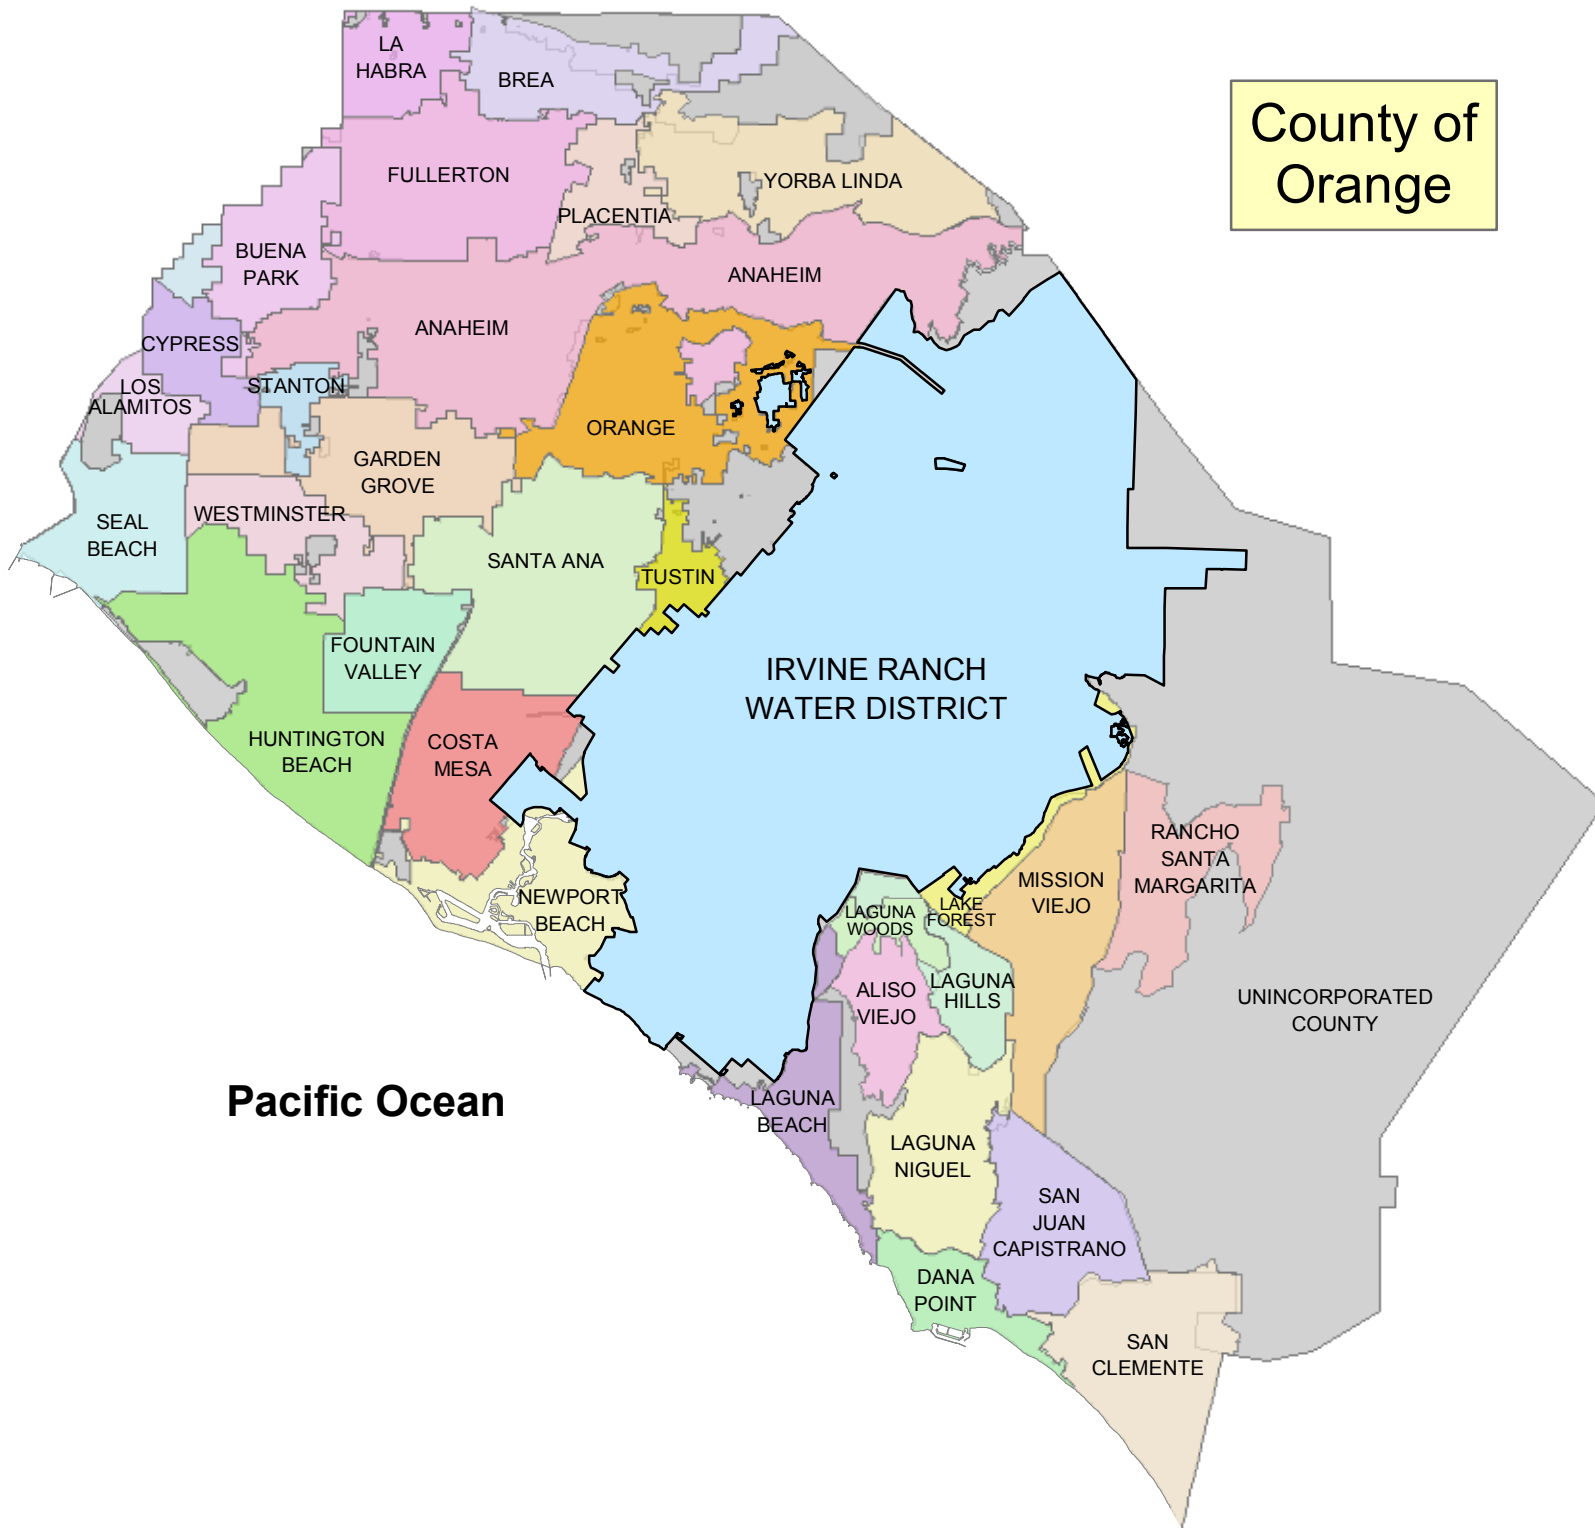 County of
Orange
LA
HABRA
BREA
FULLERTON
YORBA LINDA
PLACENTIA
BUENA
PARK
ANAHEIM
ANAHEIM
CYPRESS
STANTON
LOS
ALAMITOS
ORANGE
GARDEN
GROVE
WESTMINSTER
SEAL
BEACH
SANTA ANA
TUSTIN
FOUNTAIN
VALLEY
IRVINE RANCH
WATER DISTRICT
HUNTINGTON
BEACH
COSTA
MESA
RANCHO
SANTA
MARGARITA
MISSION
VIEJO
NEWPORT
BEACH
LAGUNA
WOODS
LAKE
FOREST
LAGUNA
HILLS
ALISO
VIEJO
UNINCORPORATED
COUNTY
Pacific Ocean
LAGUNA
BEACH
LAGUNA
NIGUEL
SAN
JUAN
CAPISTRANO
DANA
POINT
SAN
CLEMENTE